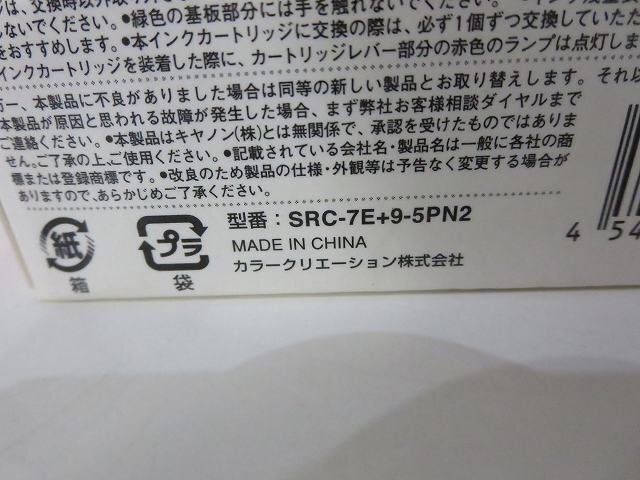 しないでください。●緑色の基板部分には手を触れないでください。
をおすすめします。●本インクカートリッジに交換の際は、必ず1個ずつ交換していただ
インクカートリッジを装着した際に、カートリッジレバー部分の赤色のランプは点灯しま
一、本製品に不良がありました場合は同等の新しい製品とお取り替えします。それ
本製品が原因と思われる故障が発生した場合、まず弊社お客様相談ダイヤルまで
ご連絡ください。●本製品はキヤノン(株)とは無関係で、承認を受けたものではありま
せん。ご了承の上、ご使用ください。●記載されている会社名・製品名は一般に各社の商
標または登録商標です。●改良のため製品の仕様・外観等は予告なく変更する場合が
ありますので、あらかじめご了承ください。
紙
箱
プラ
袋
型番：SRC-7E+9-5PN2
MADE IN CHINA
カラークリエーション株式会社
4 54